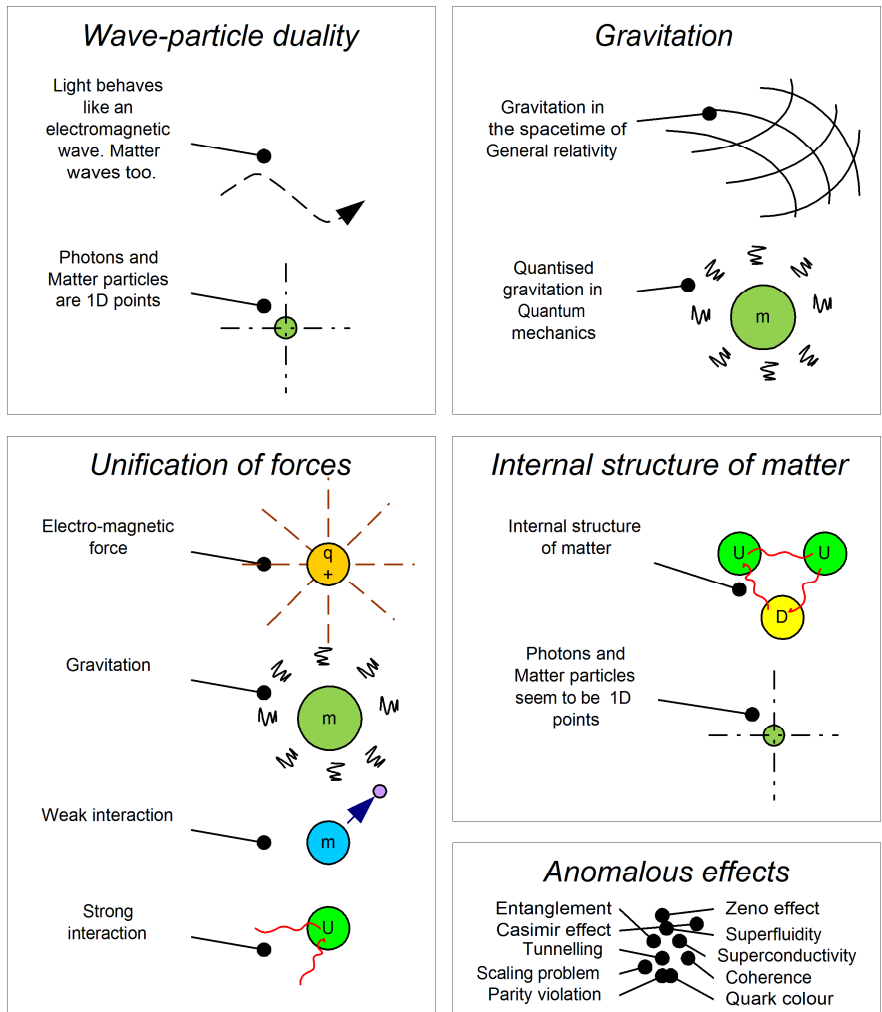 Wave-particle duality
Light behaves
like an
electromagnetic
wave. Matter
waves too.
Photons and
Matter particles
are 1D points
Gravitation
Gravitation in
the spacetime of
General relativity
Quantised
gravitation in
Quantum
mechanics
m
Unification of forces
Electro-magnetic
force
q
+
Gravitation
m
Weak interaction
m
Strong
interaction
U
Internal structure of matter
Internal structure
of matter
U
U
D
Photons and
Matter particles
seem to be 1D
points
Anomalous effects
Entanglement
Casimir effect
Tunnelling
Scaling problem
Parity violation
Zeno effect
Superfluidity
Superconductivity
Coherence
Quark colour